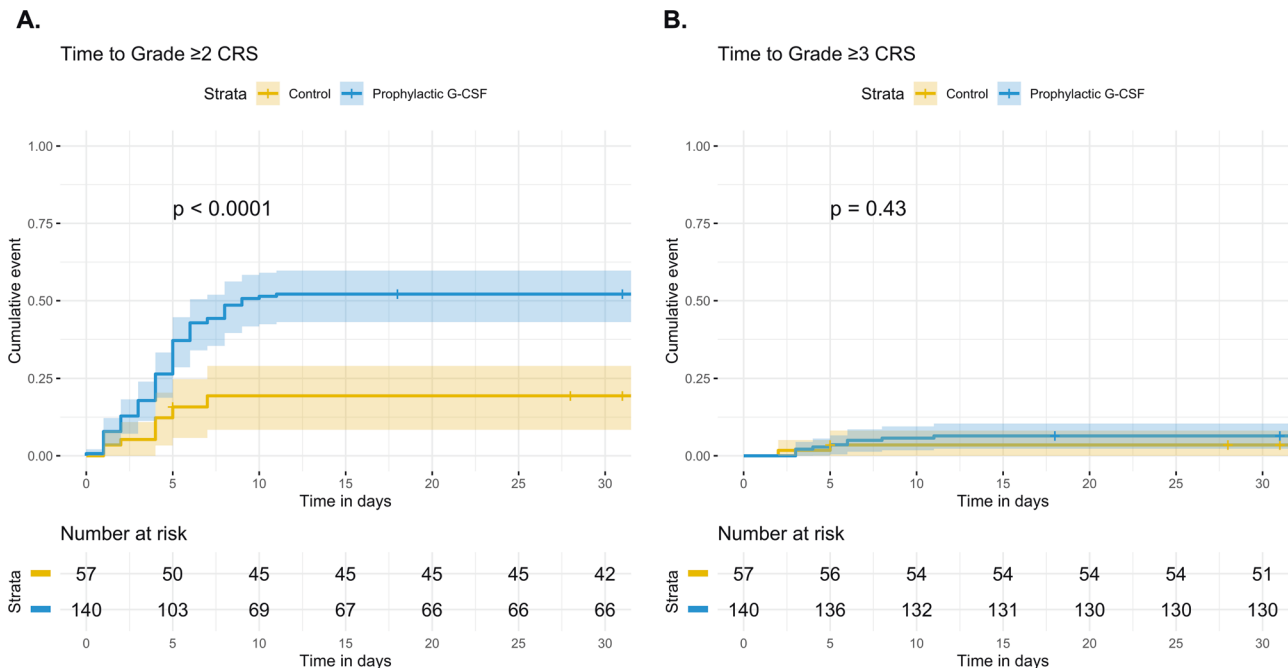 A.
Time to Grade ≥2 CRS
Strata Control Prophylactic G-CSF
1.00
0.75
0.50
0.25
0.00
Cumulative event
p < 0.0001
0 5 10 15 20 25 30
Time in days
Number at risk
Strata
57 50 45 45 45 45 42
140 103 69 67 66 66 66
0 5 10 15 20 25 30
Time in days
B.
Time to Grade ≥3 CRS
Strata Control Prophylactic G-CSF
1.00
0.75
0.50
0.25
0.00
Cumulative event
p = 0.43
0 5 10 15 20 25 30
Time in days
Number at risk
Strata
57 56 54 54 54 54 51
140 136 132 131 130 130 130
0 5 10 15 20 25 30
Time in days